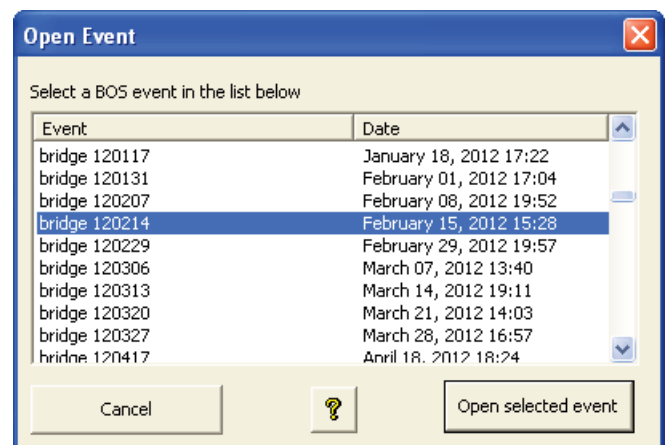 Open Event
Select a BOS event in the list below
Event Date
bridge 120117 January 18, 2012 17:22
bridge 120131 February 01, 2012 17:04
bridge 120207 February 08, 2012 19:52
bridge 120214 February 15, 2012 15:28
bridge 120229 February 29, 2012 19:57
bridge 120306 March 07, 2012 13:40
bridge 120313 March 14, 2012 19:11
bridge 120320 March 21, 2012 14:03
bridge 120327 March 28, 2012 16:57
bridge 120417 April 18, 2012 18:24
Cancel ? Open selected event